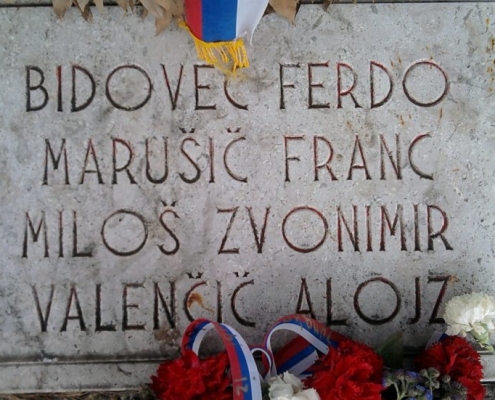 BIDOVEC FERDO
MARUŠIČ FRANC
MILOŠ ZVONIMIR
VALENČIČ ALOJZ